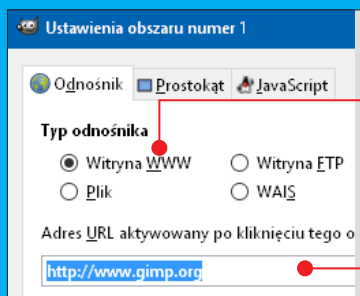 Ustawienia obszaru numer 1
Odnośnik Prostokąt JavaScript
Typ odnośnika
Witryna WWW Witryna FTP
Plik WAIS
Adres URL aktywowany po kliknięciu tego o
http://www.gimp.org